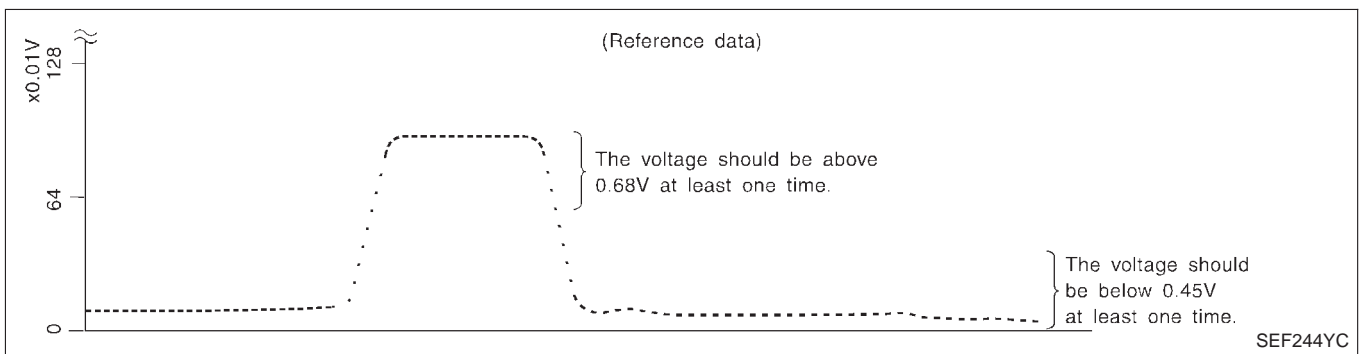 (Reference data)
x0.01V
128
64
0
The voltage should be above
0.68V at least one time.
The voltage should
be below 0.45V
at least one time.
SEF244YC